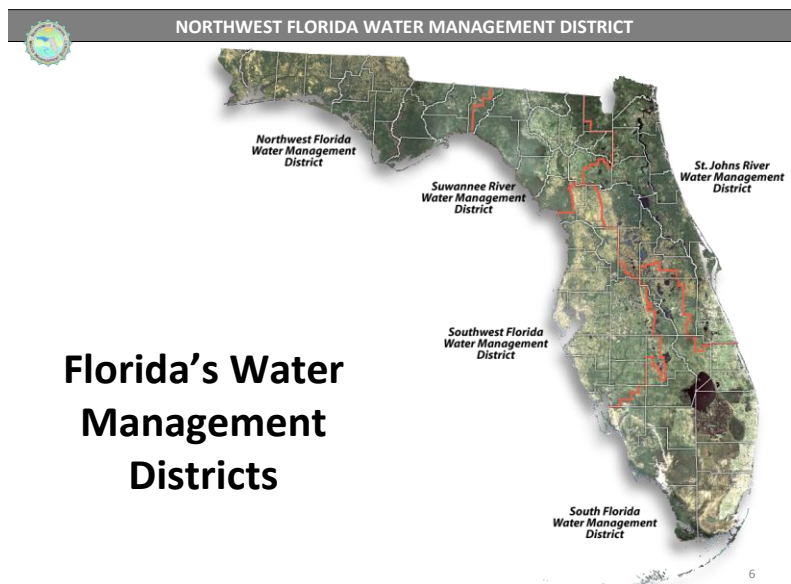 NORTHWEST FLORIDA WATER MANAGEMENT DISTRICT
Northwest Florida
Water Management
District
Suwannee River
Water Management
District
St. Johns River
Water Management
District
Southwest Florida
Water Management
District
Florida’s Water
Management
Districts
South Florida
Water Management
District
6